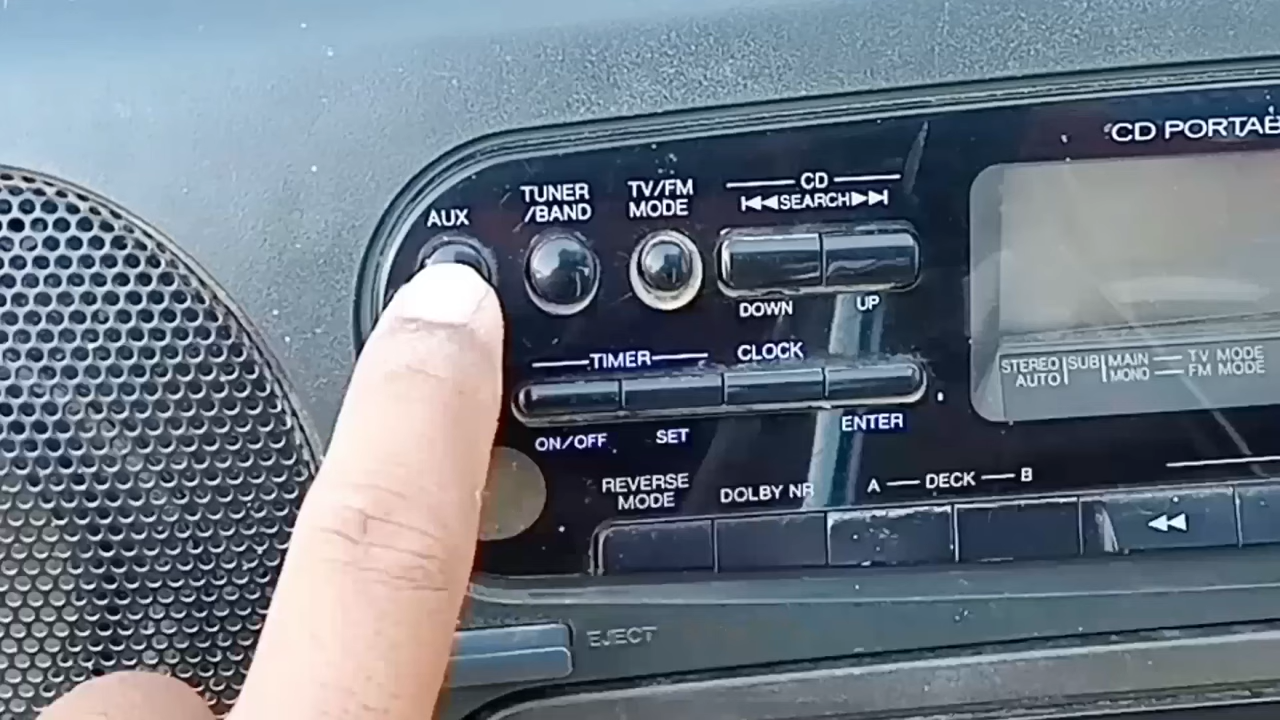 CD PORTAB
AUX
TUNER
/BAND
TV/FM
MODE
CD
⏮SEARCH⏭
DOWN
UP
TIMER
CLOCK
ON/OFF
SET
ENTER
STEREO
AUTO
SUB
MAIN
MONO
TV MODE
FM MODE
REVERSE
MODE
DOLBY NR
A — DECK — B
EJECT